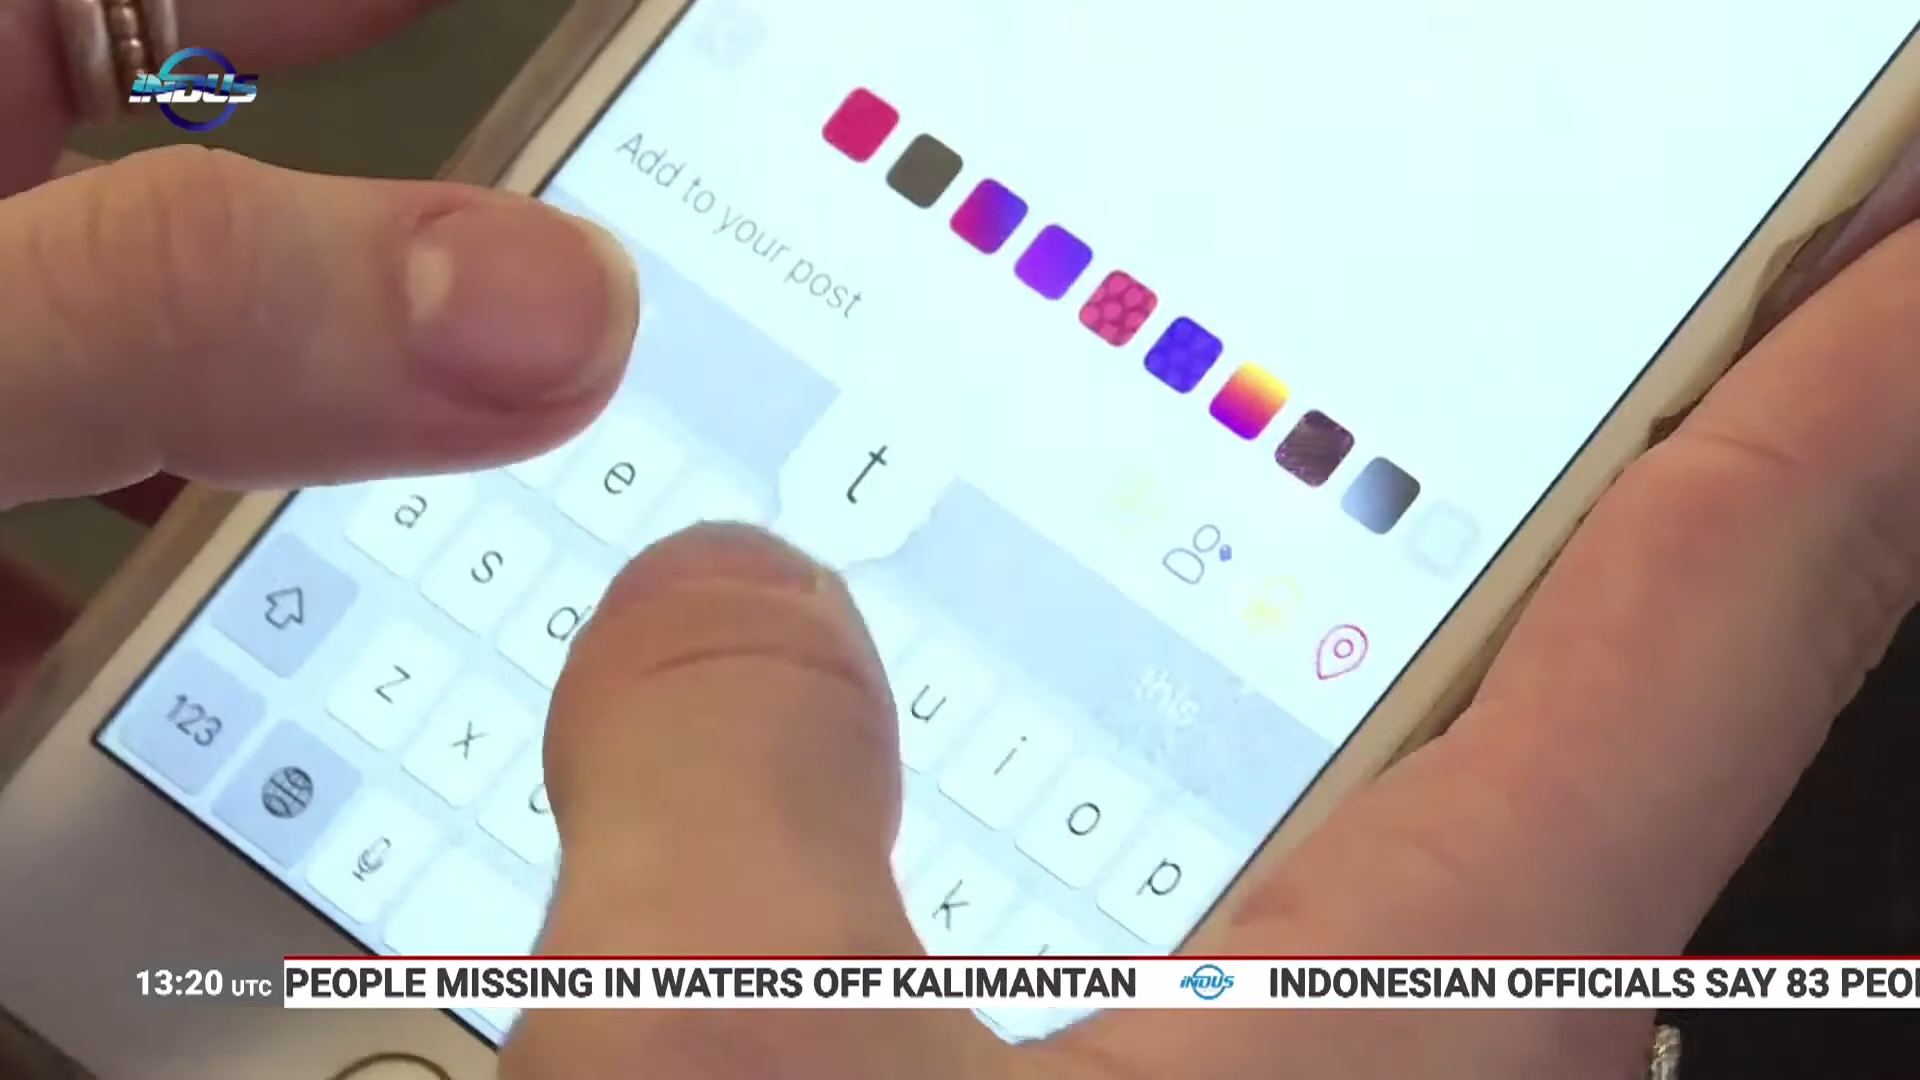 INDUS
Add to your post
t
e
a
s
d
z
x
u
i
o
p
k
this
123
13:20 UTC
PEOPLE MISSING IN WATERS OFF KALIMANTAN INDUS INDONESIAN OFFICIALS SAY 83